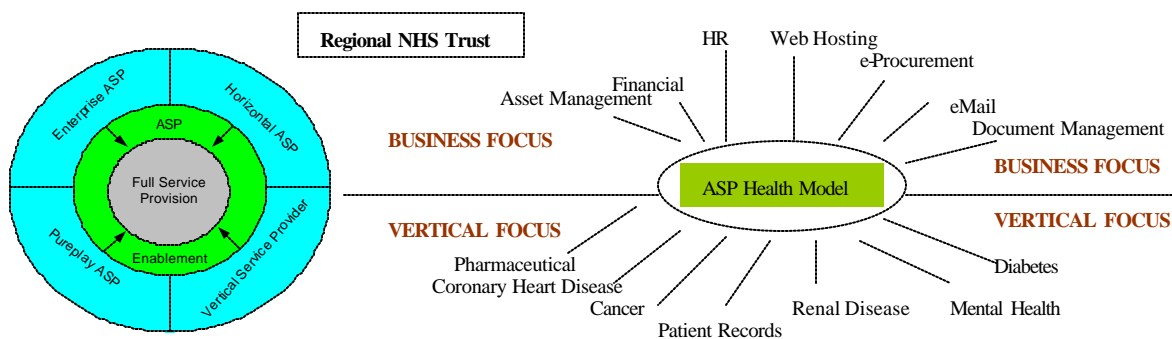 Enterprise ASP
Horizontal ASP
ASP
Full Service
Provision
Enablement
Pureplay ASP
Vertical Service Provider
Regional NHS Trust
HR
Web Hosting
e-Procurement
Financial
Asset Management
eMail
Document Management
BUSINESS FOCUS
BUSINESS FOCUS
ASP Health Model
VERTICAL FOCUS
VERTICAL FOCUS
Pharmaceutical
Coronary Heart Disease
Cancer
Patient Records
Renal Disease
Mental Health
Diabetes